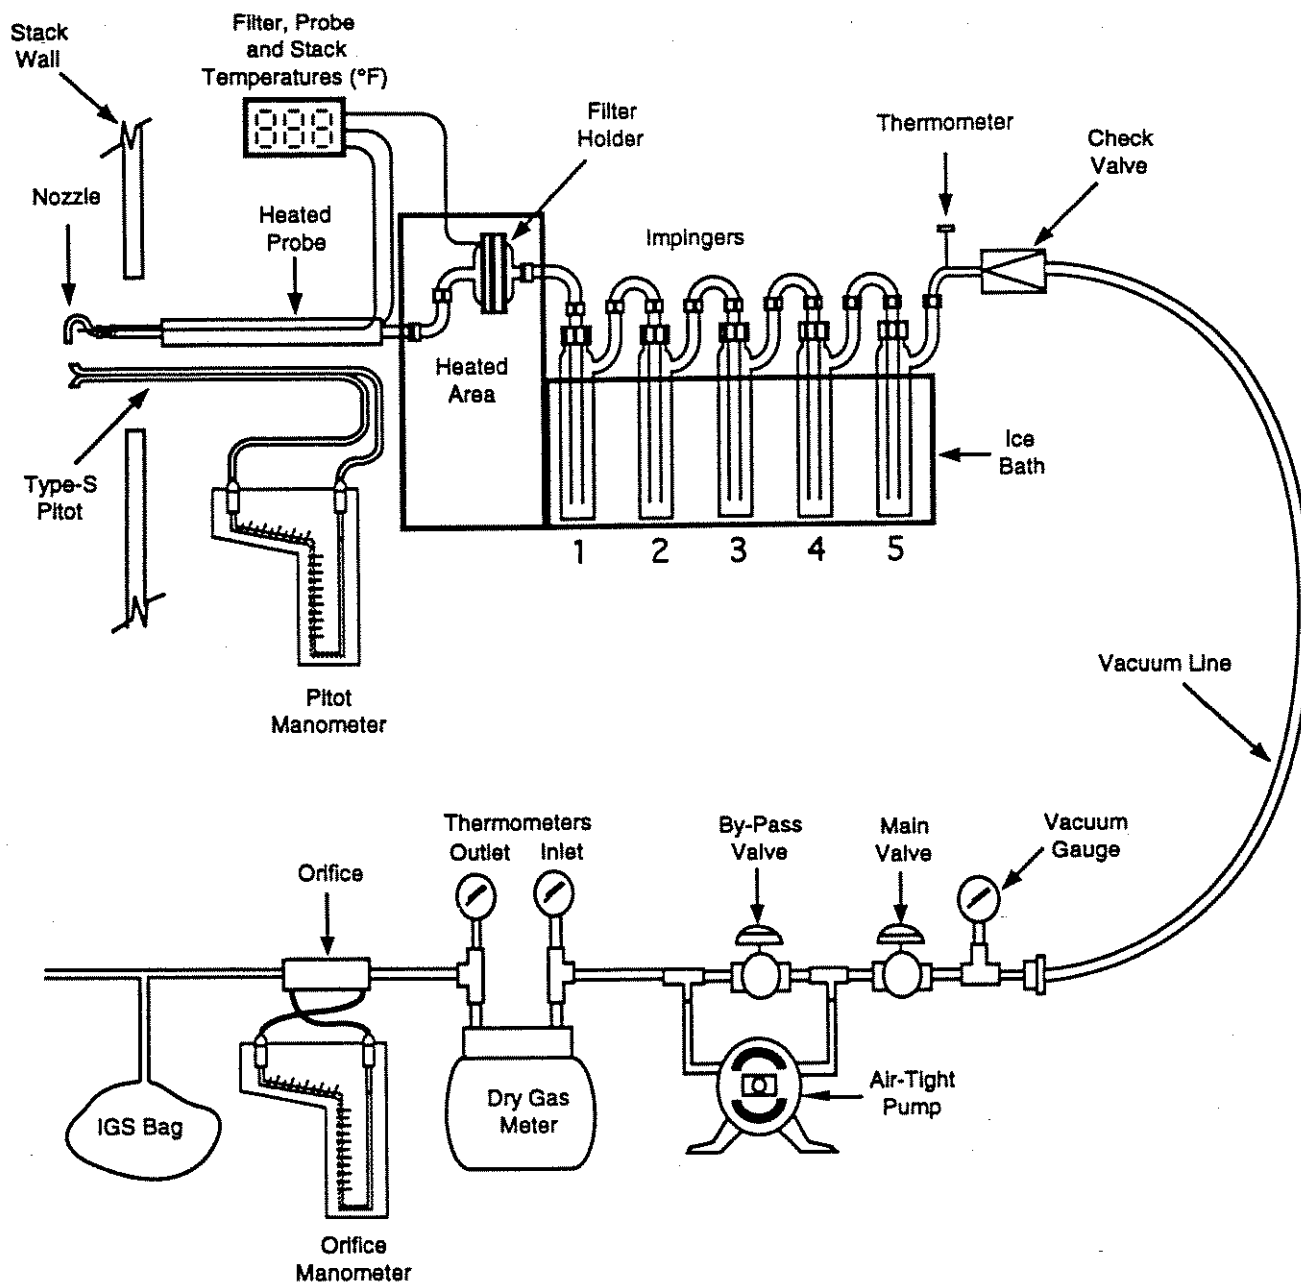 Stack
Wall
Filter, Probe
and Stack
Temperatures (°F)
888
Filter
Holder
Thermometer
Check
Valve
Nozzle
Heated
Probe
Impingers
Heated
Area
Ice
Bath
Type-S
Pitot
1 2 3 4 5
Pitot
Manometer
Vacuum Line
Thermometers
Outlet Inlet
By-Pass
Valve
Main
Valve
Vacuum
Gauge
Orifice
IGS Bag
Dry Gas
Meter
Air-Tight
Pump
Orifice
Manometer